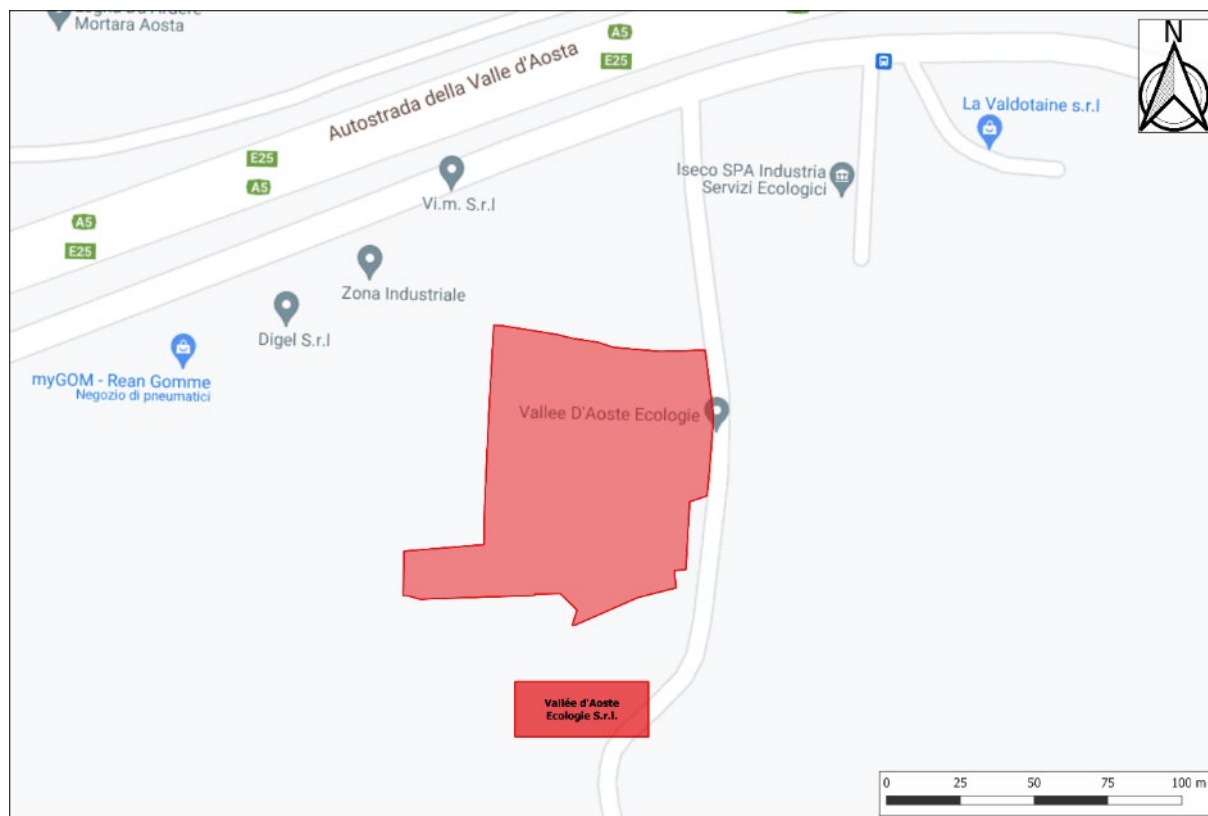 Mortara Aosta
A5
E25
Autostrada della Valle d'Aosta
N
La Valdotaine s.r.l
E25
A5
Iseco SPA Industria
Servizi Ecologici
Vi.m. S.r.l
A5
E25
Zona Industriale
Digel S.r.l
myGOM - Rean Gomme
Negozio di pneumatici
Vallee D'Aoste Ecologie
Vallée d'Aoste
Ecologie S.r.l.
0 25 50 75 100 m